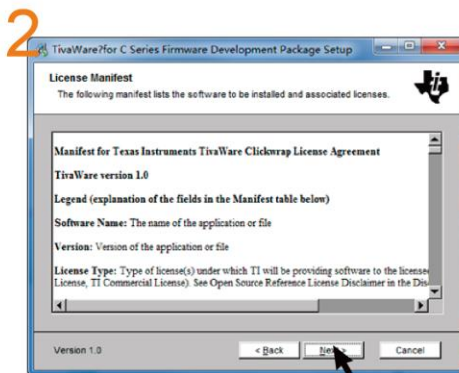 2
TivaWare?for C Series Firmware Development Package Setup
License Manifest
The following manifest lists the software to be installed and associated licenses.
Manifest for Texas Instruments TivaWare Clickwrap License Agreement
TivaWare version 1.0
Legend (explanation of the fields in the Manifest table below)
Software Name: The name of the application or file
Version: Version of the application or file
License Type: Type of license(s) under which TI will be providing software to the licensee
License, TI Commercial License). See Open Source Reference License Disclaimer in the Dis
Version 1.0
< Back
Next >
Cancel